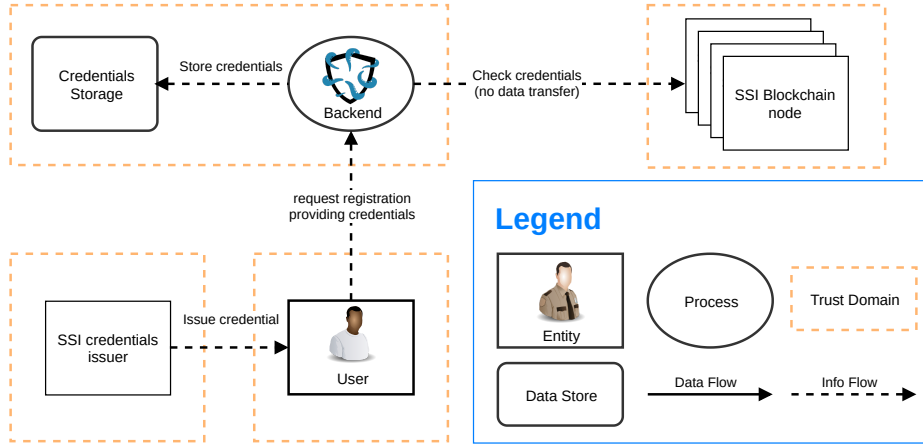 Credentials
Storage
Store credentials
Backend
Check credentials
(no data transfer)
SSI Blockchain
node
request registration
providing credentials
SSI credentials
issuer
Issue credential
User
Legend
Entity
Process
Trust Domain
Data Store
Data Flow
Info Flow